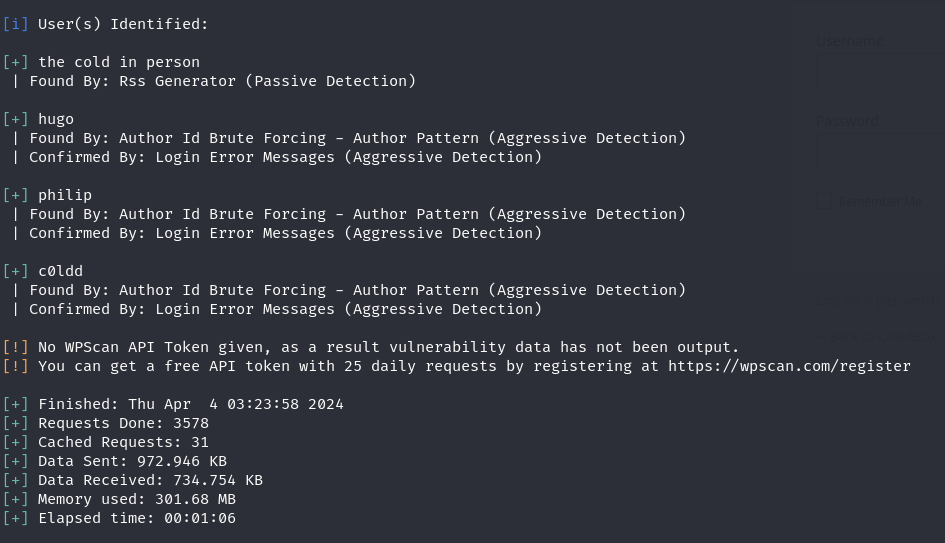 [i] User(s) Identified:
[+] the cold in person
| Found By: Rss Generator (Passive Detection)
[+] hugo
| Found By: Author Id Brute Forcing - Author Pattern (Aggressive Detection)
| Confirmed By: Login Error Messages (Aggressive Detection)
[+] philip
| Found By: Author Id Brute Forcing - Author Pattern (Aggressive Detection)
| Confirmed By: Login Error Messages (Aggressive Detection)
[+] c0ldd
| Found By: Author Id Brute Forcing - Author Pattern (Aggressive Detection)
| Confirmed By: Login Error Messages (Aggressive Detection)
[!] No WPScan API Token given, as a result vulnerability data has not been output.
[!] You can get a free API token with 25 daily requests by registering at https://wpscan.com/register
[+] Finished: Thu Apr  4 03:23:58 2024
[+] Requests Done: 3578
[+] Cached Requests: 31
[+] Data Sent: 972.946 KB
[+] Data Received: 734.754 KB
[+] Memory used: 301.68 MB
[+] Elapsed time: 00:01:06
Username
Password
Remember Me